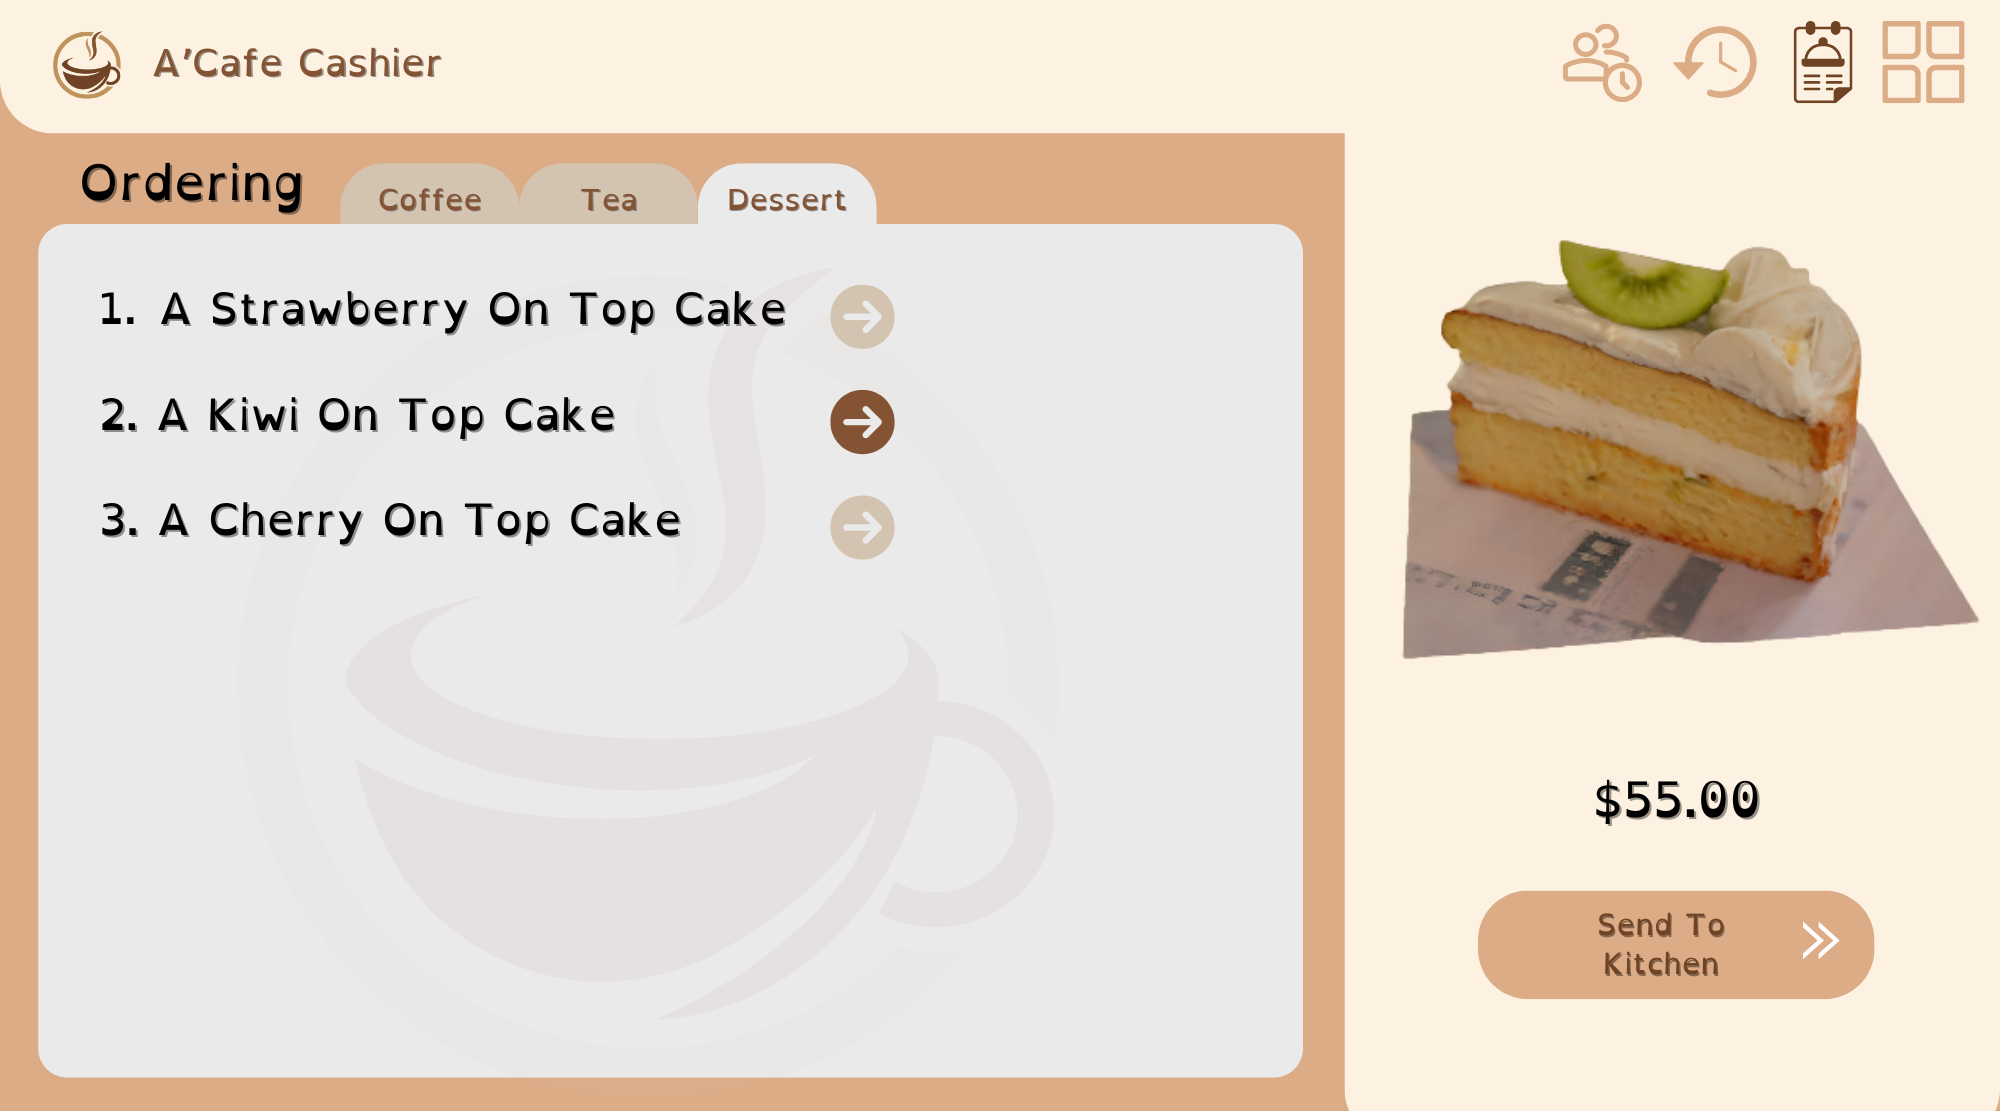 A'Cafe Cashier
Ordering
Coffee
Tea
Dessert
1. A Strawberry On Top Cake
2. A Kiwi On Top Cake
3. A Cherry On Top Cake
$55.00
Send To
Kitchen